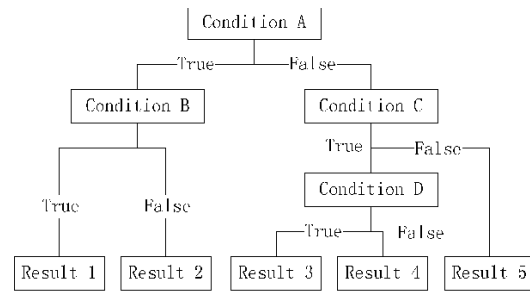 Condition A
True False
Condition B Condition C
True False
Condition D
True False
True False
Result 1 Result 2 Result 3 Result 4 Result 5